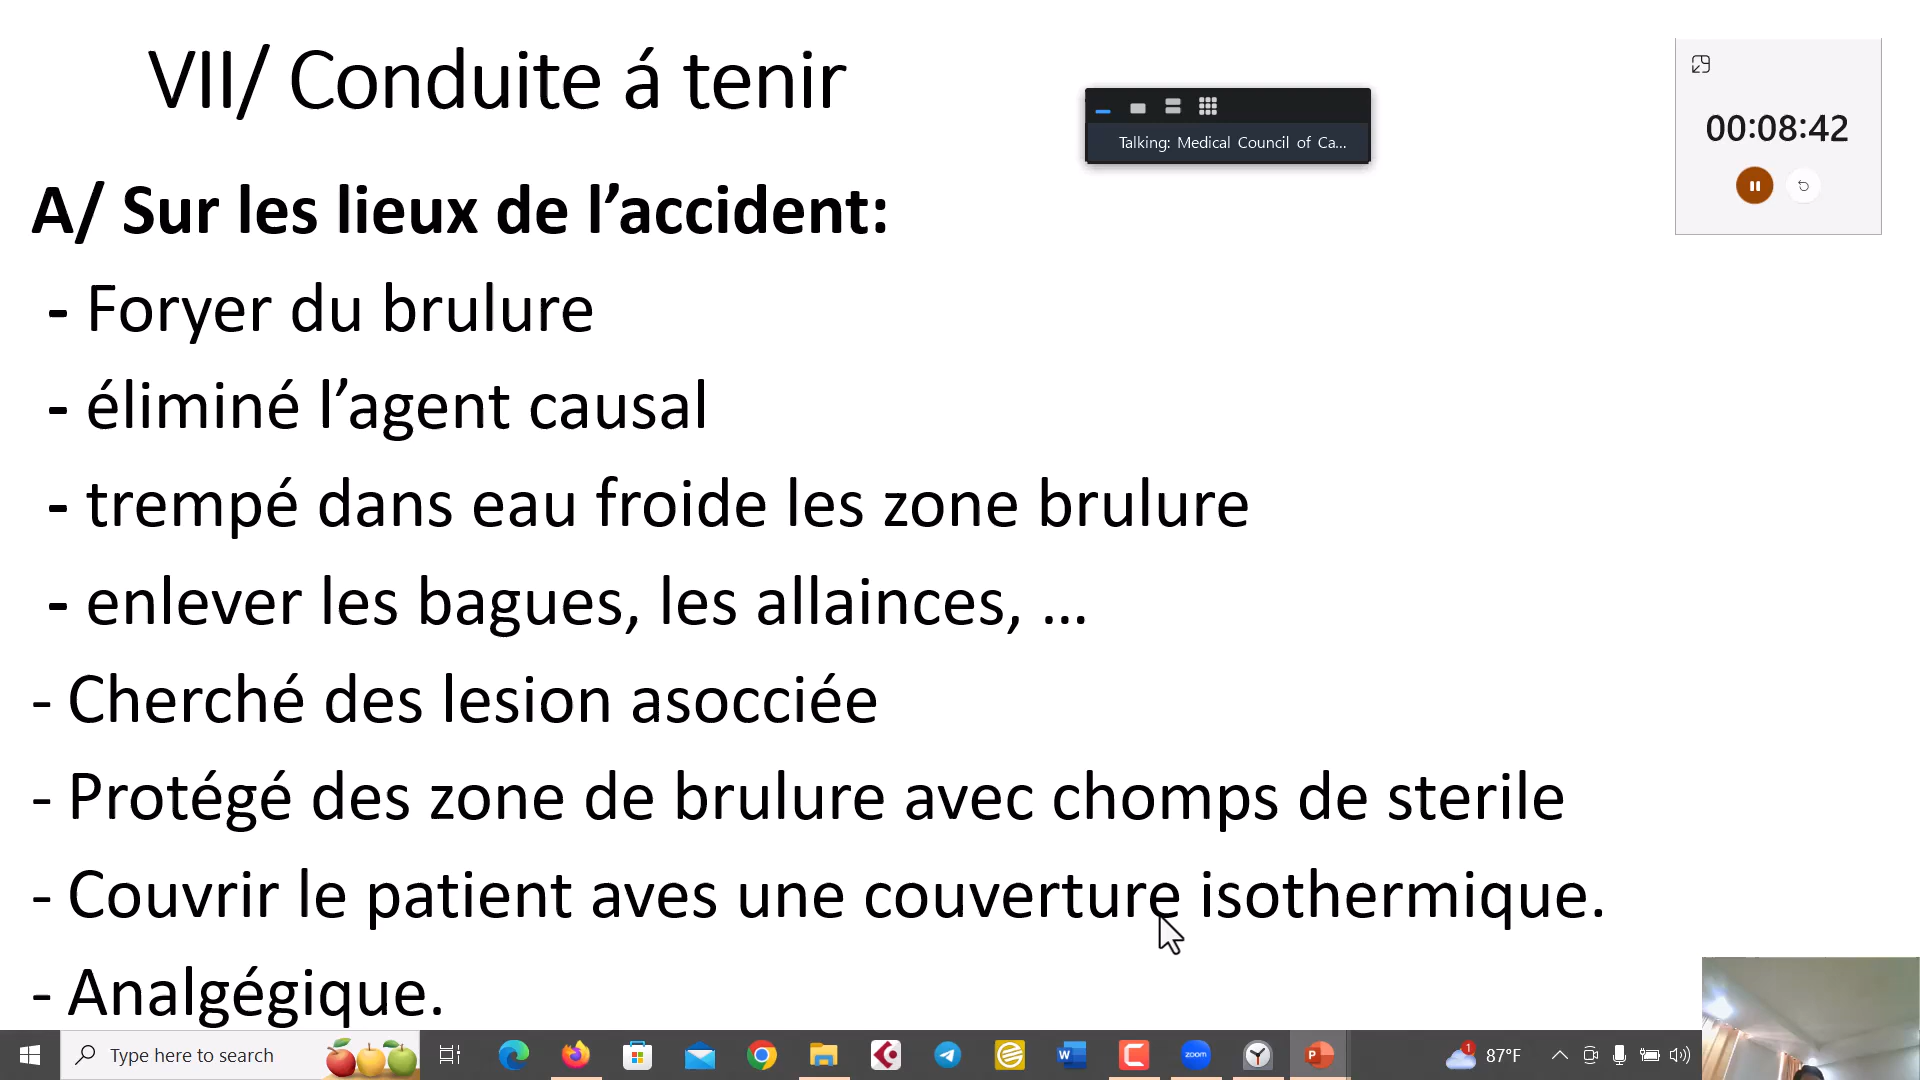 VII/ Conduite á tenir
Talking: Medical Council of Ca...
00:08:42
A/ Sur les lieux de l’accident:
- Foryer du brulure
- éliminé l’agent causal
- trempé dans eau froide les zone brulure
- enlever les bagues, les allainces, ...
- Cherché des lesion asocciée
- Protégé des zone de brulure avec chomps de sterile
- Couvrir le patient aves une couverture isothermique.
- Analgégique.
Type here to search
zoom
1
87°F